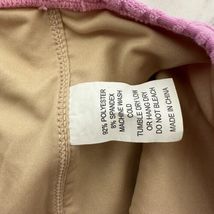 92% POLYESTER
8% SPANDEX
MACHINE WASH
COLD
TUMBLE DRY LOW
OR HANG DRY
DO NOT BLEACH
MADE IN CHINA